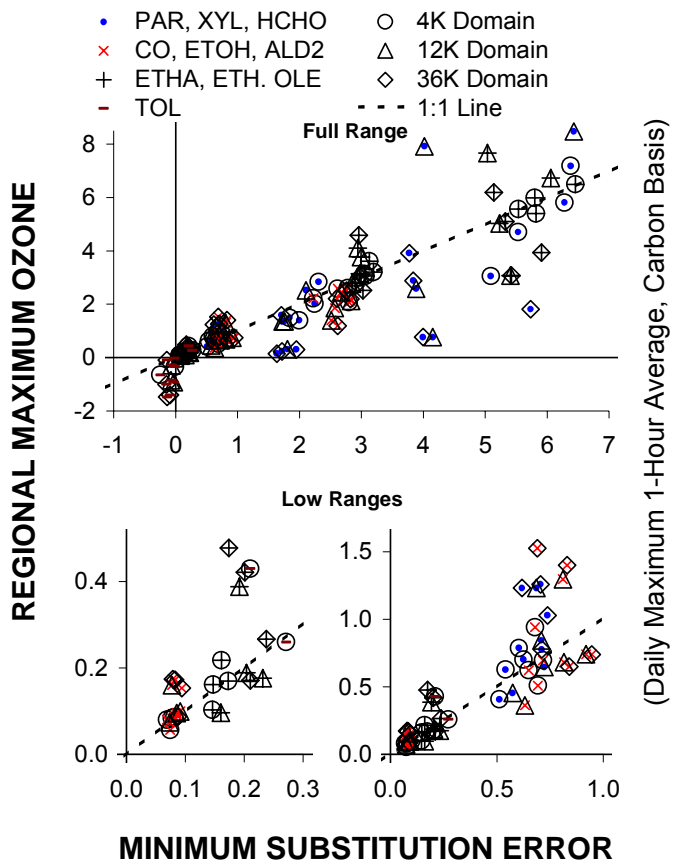 PAR, XYL, HCHO
4K Domain
CO, ETOH, ALD2
12K Domain
ETHA, ETH. OLE
36K Domain
TOL
1:1 Line
Full Range
8
6
4
2
0
-2
-1 0 1 2 3 4 5 6 7
REGIONAL MAXIMUM OZONE
(Daily Maximum 1-Hour Average, Carbon Basis)
Low Ranges
0.4
0.2
0.0
0.0 0.1 0.2 0.3
1.5
1.0
0.5
0.0
0.0 0.5 1.0
MINIMUM SUBSTITUTION ERROR